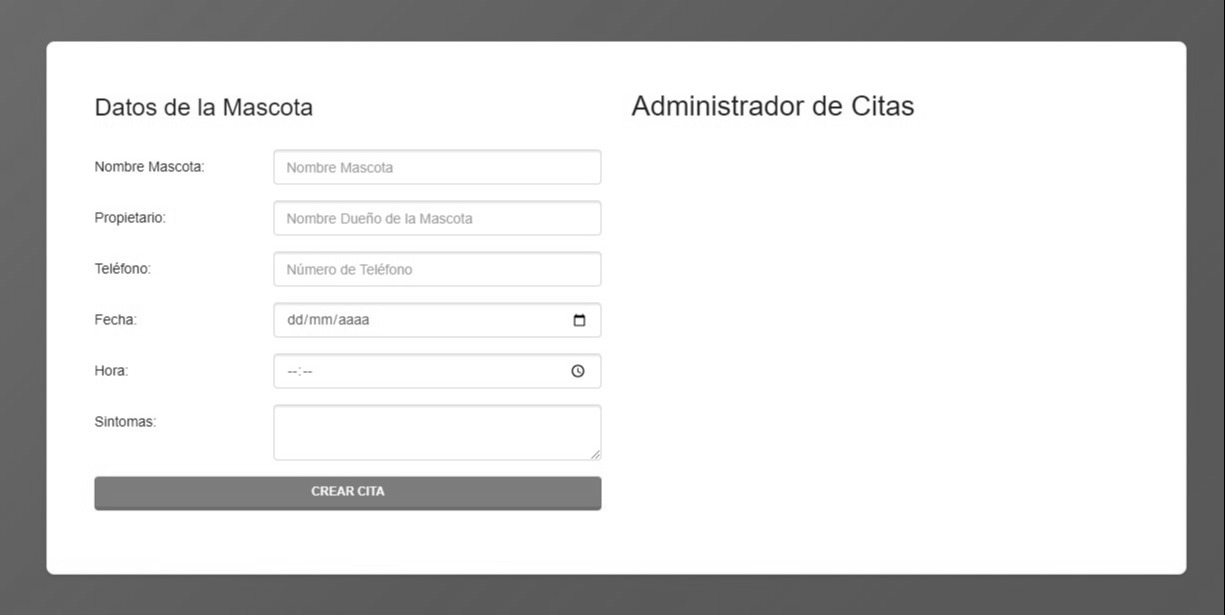 Datos de la Mascota
Administrador de Citas
Nombre Mascota:
Nombre Mascota
Propietario:
Nombre Dueño de la Mascota
Teléfono:
Número de Teléfono
Fecha:
dd/mm/aaaa
Hora:
--:--
Sintomas:
CREAR CITA